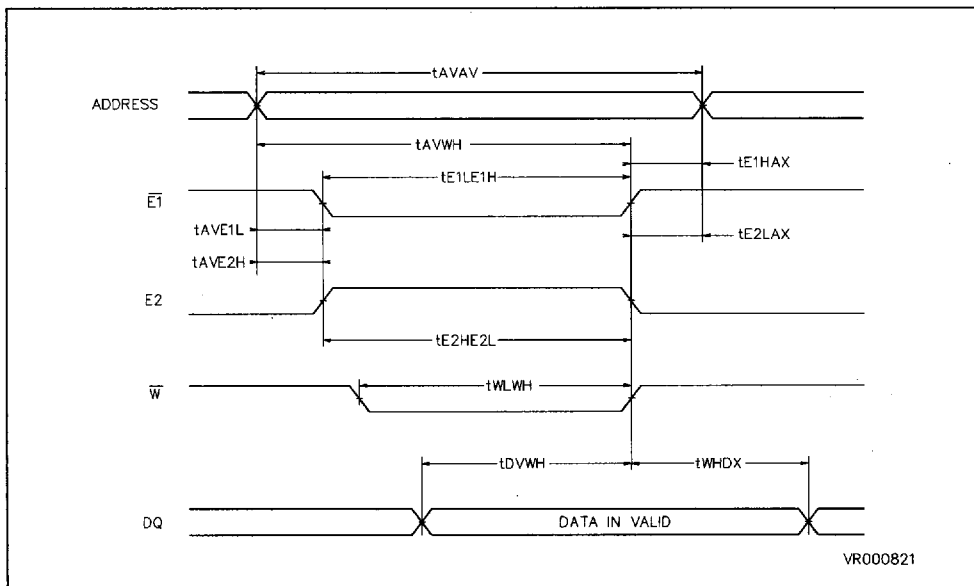 tAVAV
ADDRESS
tAVWH
tE1HAX
tE1LE1H
E1
tAVE1L
tE2LAX
tAVE2H
E2
tE2HE2L
W
tWLWH
tDVWH
tWHDX
DQ
DATA IN VALID
VR000821